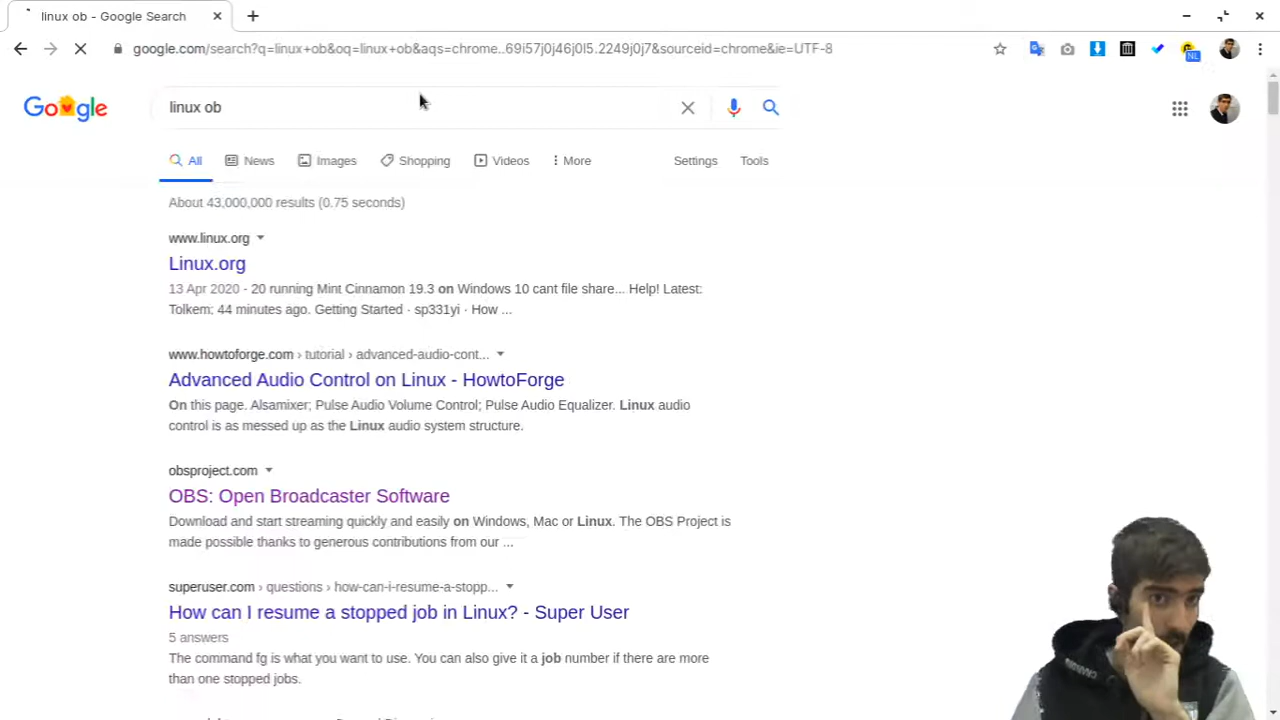 linux ob - Google Search
google.com/search?q=linux+ob&oq=linux+ob&aqs=chrome..69i57j0j46j0l5.2249j0j7&sourceid=chrome&ie=UTF-8
NL
Google
linux ob
All News Images Shopping Videos More Settings Tools
About 43,000,000 results (0.75 seconds)
www.linux.org
Linux.org
13 Apr 2020 - 20 running Mint Cinnamon 19.3 on Windows 10 cant file share... Help! Latest:
Tolkem; 44 minutes ago. Getting Started · sp331yi · How ...
www.howtoforge.com › tutorial › advanced-audio-cont...
Advanced Audio Control on Linux - HowtoForge
On this page. Alsamixer; Pulse Audio Volume Control; Pulse Audio Equalizer. Linux audio
control is as messed up as the Linux audio system structure.
obsproject.com
OBS: Open Broadcaster Software
Download and start streaming quickly and easily on Windows, Mac or Linux. The OBS Project is
made possible thanks to generous contributions from our ...
superuser.com › questions › how-can-i-resume-a-stopp...
How can I resume a stopped job in Linux? - Super User
5 answers
The command fg is what you want to use. You can also give it a job number if there are more
than one stopped jobs.